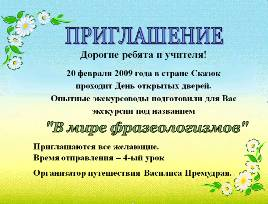 ПРИГЛАШЕНИЕ
Дорогие ребята и учителя!
20 февраля 2009 года в стране Сказок
проходит День открытых дверей.
Опытные экскурсоводы подготовили для Вас
экскурсии под названием
"В мире фразеологизмов"
Приглашаются все желающие.
Время отправления – 4-ый урок
Организатор путешествия Василиса Премудрая.